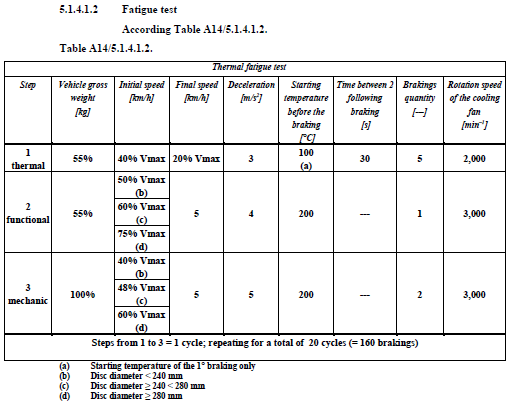 5.1.4.1.2 Fatigue test
According Table A14/5.1.4.1.2.
Table A14/5.1.4.1.2.
Thermal fatigue test
Step Vehicle gross weight [kg] Initial speed [km/h] Final speed [km/h] Deceleration [m/s²] Starting temperature before the braking [°C] Time between 2 following braking [s] Brakings quantity [---] Rotation speed of the cooling fan [min⁻¹]
1 thermal 55% 40% Vmax 20% Vmax 3 100 (a) 30 5 2,000
2 functional 55% 50% Vmax (b) 5 4 200 --- 1 3,000
60% Vmax (c)
75% Vmax (d)
3 mechanic 100% 40% Vmax (b) 5 5 200 --- 2 3,000
48% Vmax (c)
60% Vmax (d)
Steps from 1 to 3 = 1 cycle; repeating for a total of 20 cycles (= 160 brakings)
(a) Starting temperature of the 1° braking only
(b) Disc diameter < 240 mm
(c) Disc diameter ≥ 240 < 280 mm
(d) Disc diameter ≥ 280 mm